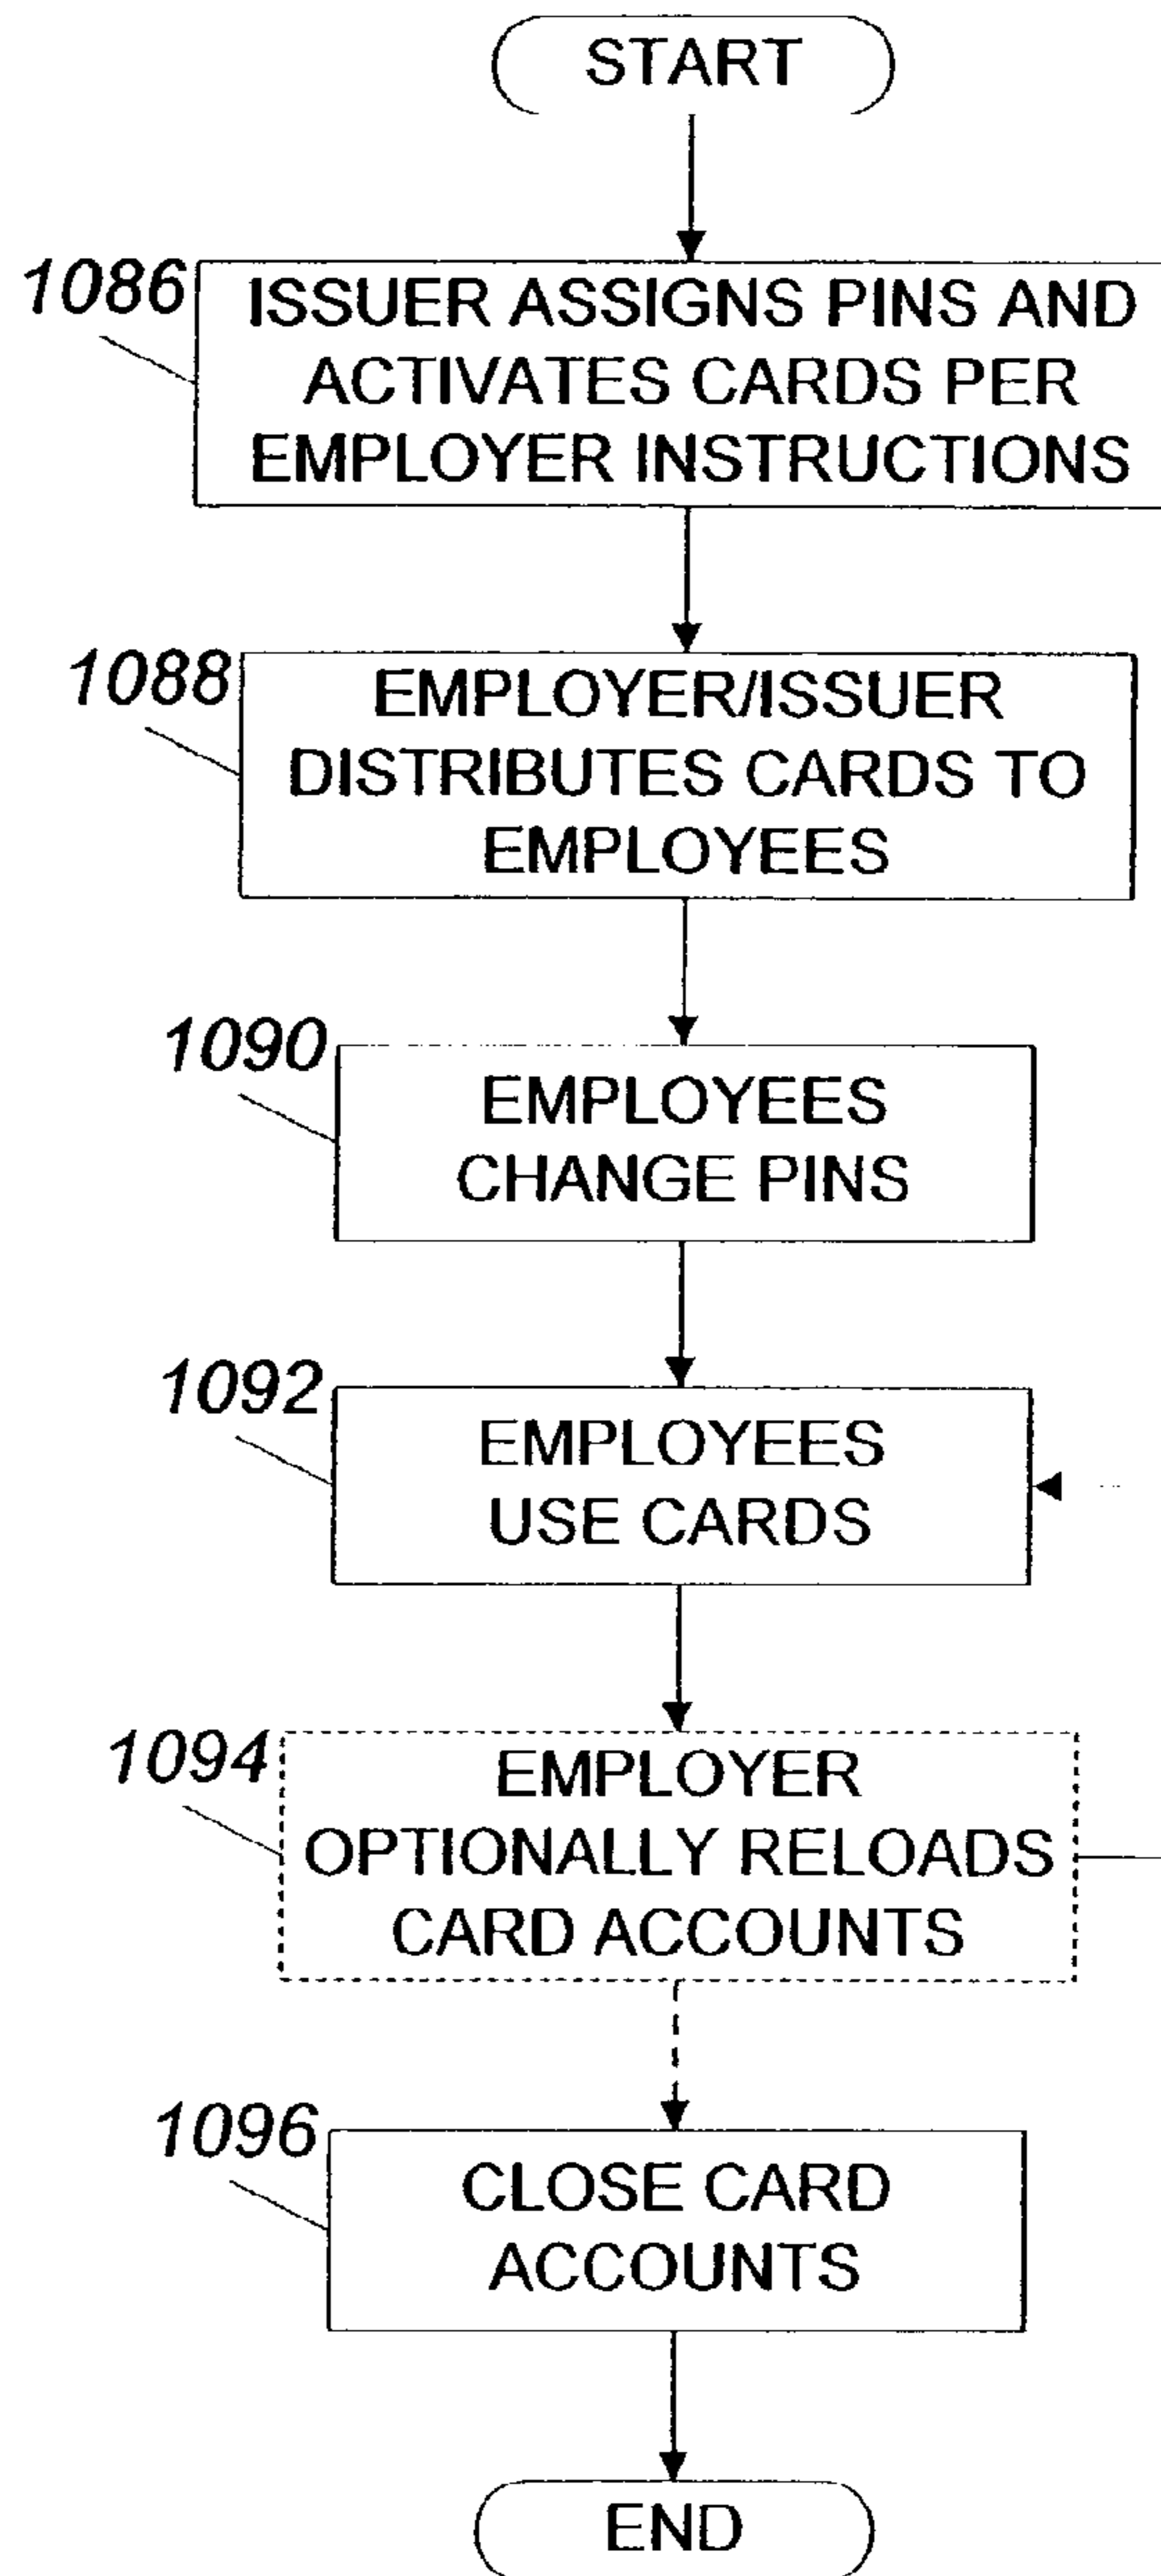 START
1086
ISSUER ASSIGNS PINS AND
ACTIVATES CARDS PER
EMPLOYER INSTRUCTIONS
1088
EMPLOYER/ISSUER
DISTRIBUTES CARDS TO
EMPLOYEES
1090
EMPLOYEES
CHANGE PINS
1092
EMPLOYEES
USE CARDS
1094
EMPLOYER
OPTIONALLY RELOADS
CARD ACCOUNTS
1096
CLOSE CARD
ACCOUNTS
END